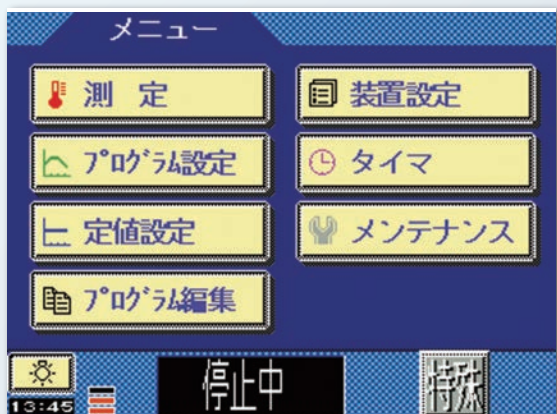 メニュー
測 定
プログラム設定
定値設定
プログラム編集
装置設定
タイマ
メンテナンス
13:45
停止中
特殊